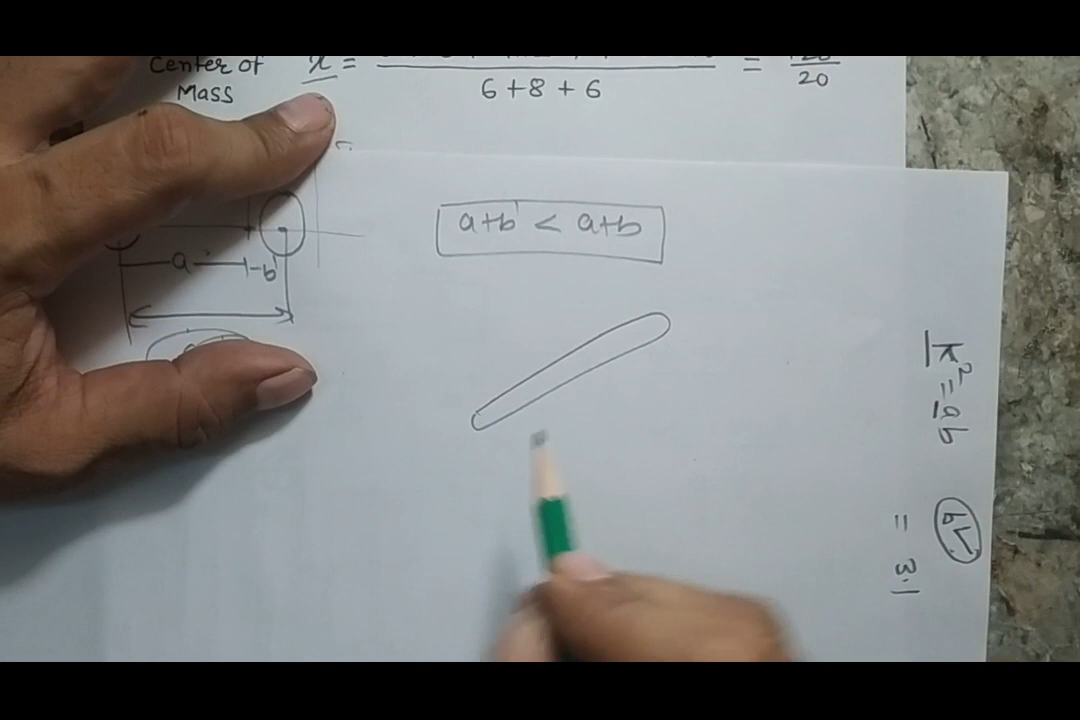 Center of x =
Mass
6 + 8 + 6
=
20
a
b
a+b' < a+b
K² = ab
b
= 3.1